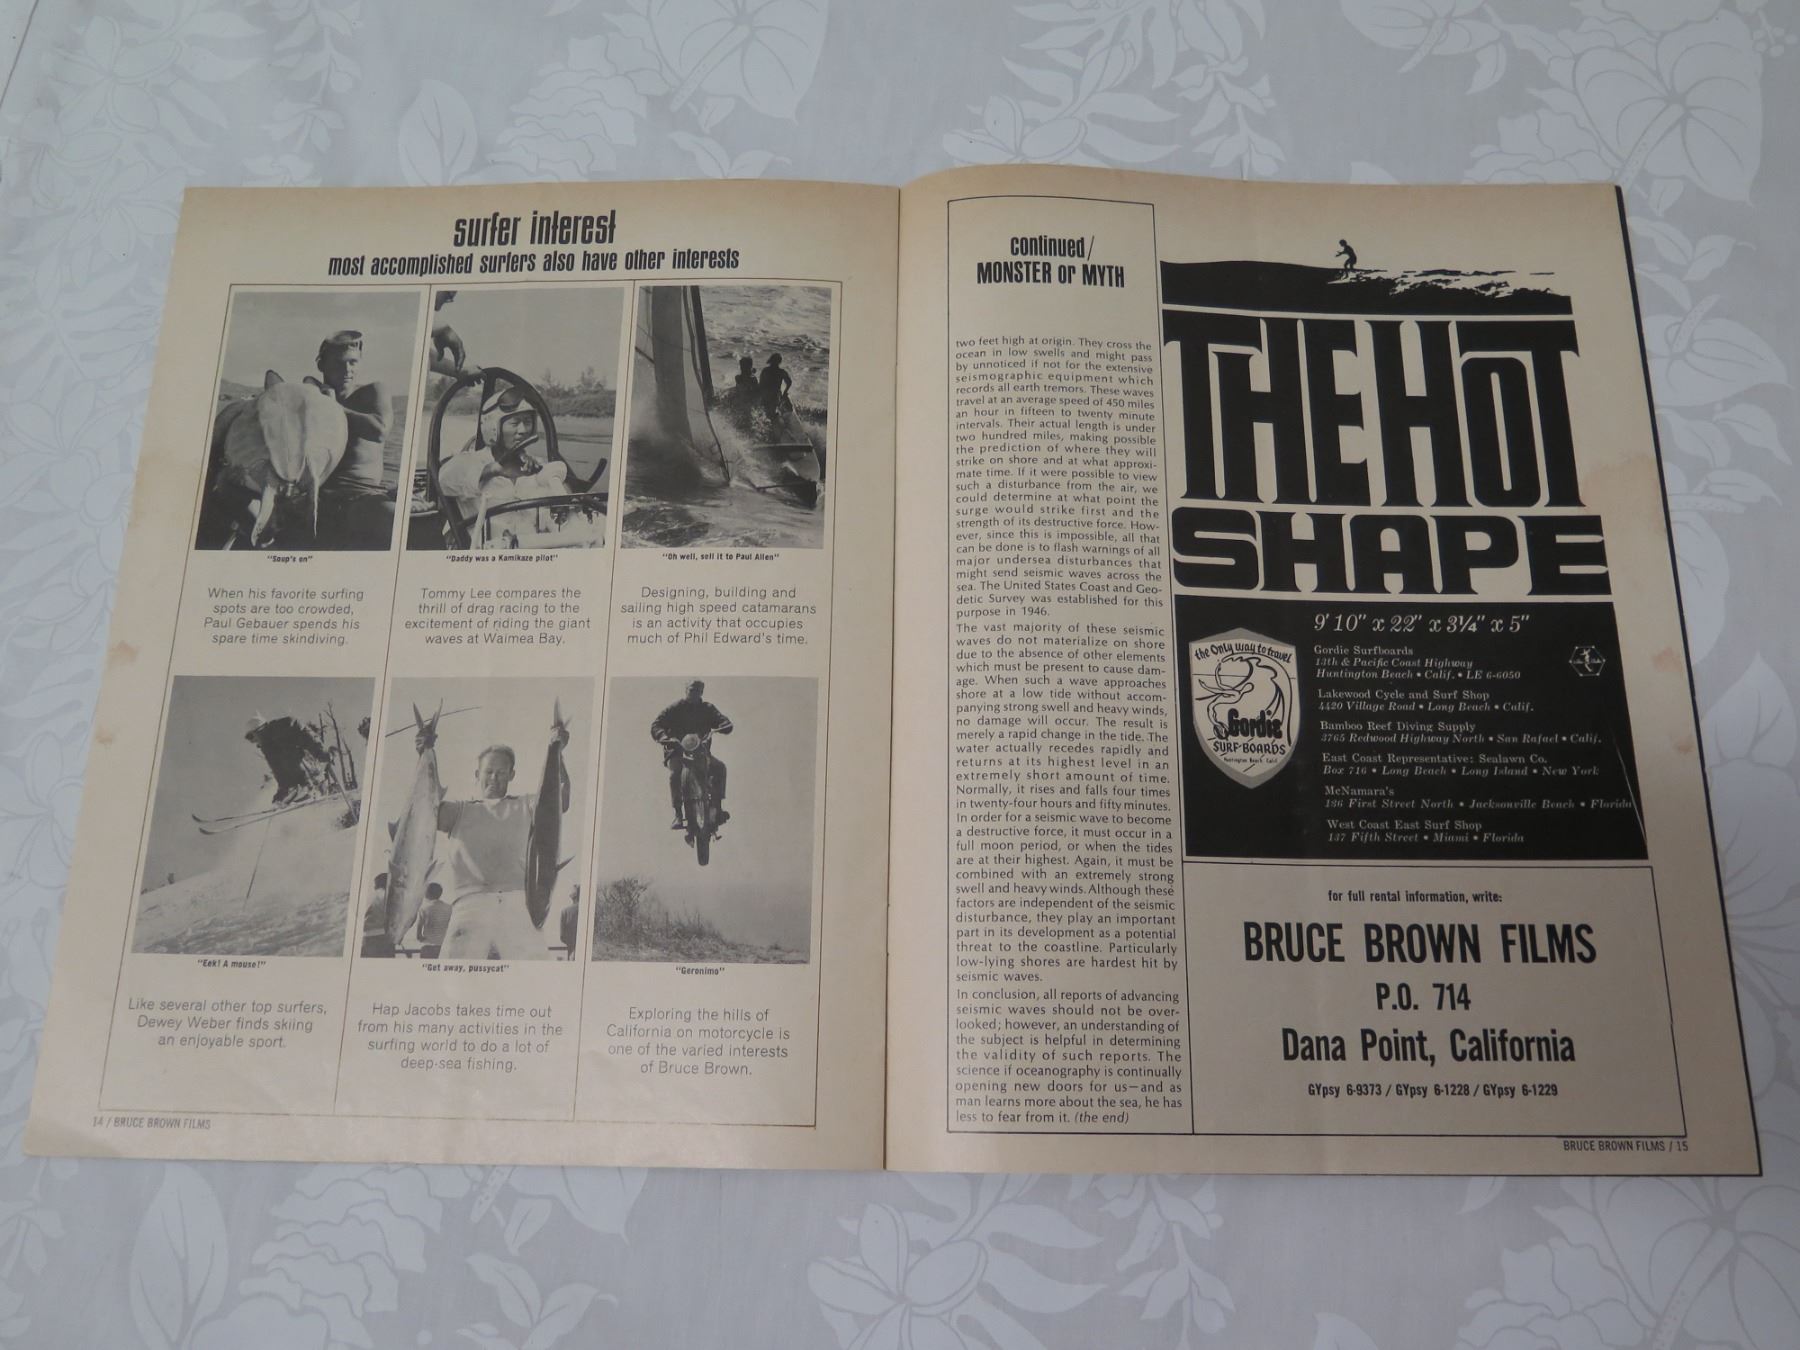 surfer interest
most accomplished surfers also have other interests
"Soup's on"
When his favorite surfing
spots are too crowded,
Paul Gebauer spends his
spare time skindiving.
"Daddy was a Kamikaze pilot"
Tommy Lee compares the
thrill of drag racing to the
excitement of riding the giant
waves at Waimea Bay.
"Oh well, sell it to Paul Allen"
Designing, building and
sailing high speed catamarans
is an activity that occupies
much of Phil Edward's time.
"Eek! A mouse!"
Like several other top surfers,
Dewey Weber finds skiing
an enjoyable sport.
"Get away, pussycat"
Hap Jacobs takes time out
from his many activities in the
surfing world to do a lot of
deep-sea fishing.
"Geronimo"
Exploring the hills of
California on motorcycle is
one of the varied interests
of Bruce Brown.
14 / BRUCE BROWN FILMS
continued/
MONSTER or MYTH
two feet high at origin. They cross the
ocean in low swells and might pass
by unnoticed if not for the extensive
seismographic equipment which
records all earth tremors. These waves
travel at an average speed of 450 miles
an hour in fifteen to twenty minute
intervals. Their actual length is under
two hundred miles, making possible
the prediction of where they will
strike on shore and at what approxi-
mate time. If it were possible to view
such a disturbance from the air, we
could determine at what point the
surge would strike first and the
strength of its destructive force. How-
ever, since this is impossible, all that
can be done is to flash warnings of all
major undersea disturbances that
might send seismic waves across the
sea. The United States Coast and Geo-
detic Survey was established for this
purpose in 1946.
The vast majority of these seismic
waves do not materialize on shore
due to the absence of other elements
which must be present to cause dam-
age. When such a wave approaches
shore at a low tide without accom-
panying strong swell and heavy winds,
no damage will occur. The result is
merely a rapid change in the tide. The
water actually recedes rapidly and
returns at its highest level in an
extremely short amount of time.
Normally, it rises and falls four times
in twenty-four hours and fifty minutes.
In order for a seismic wave to become
a destructive force, it must occur in a
full moon period, or when the tides
are at their highest. Again, it must be
combined with an extremely strong
swell and heavy winds. Although these
factors are independent of the seismic
disturbance, they play an important
part in its development as a potential
threat to the coastline. Particularly
low-lying shores are hardest hit by
seismic waves.
In conclusion, all reports of advancing
seismic waves should not be over-
looked; however, an understanding of
the subject is helpful in determining
the validity of such reports. The
science if oceanography is continually
opening new doors for us—and as
man learns more about the sea, he has
less to fear from it. (the end)
THE HOT
SHAPE
9' 10" x 22" x 3¼" x 5"
the Only way to travel
Gordie
SURF-BOARDS
Huntington Beach, Calif
Gordie Surfboards
13th & Pacific Coast Highway
Huntington Beach • Calif. • LE 6-6050
Lakewood Cycle and Surf Shop
4420 Village Road • Long Beach • Calif.
Bamboo Reef Diving Supply
3765 Redwood Highway North • San Rafael • Calif.
East Coast Representative: Sealawn Co.
Box 716 • Long Beach • Long Island • New York
McNamara's
186 First Street North • Jacksonville Beach • Florida
West Coast East Surf Shop
137 Fifth Street • Miami • Florida
for full rental information, write:
BRUCE BROWN FILMS
P.O. 714
Dana Point, California
GYpsy 6-9373 / GYpsy 6-1228 / GYpsy 6-1229
BRUCE BROWN FILMS / 15